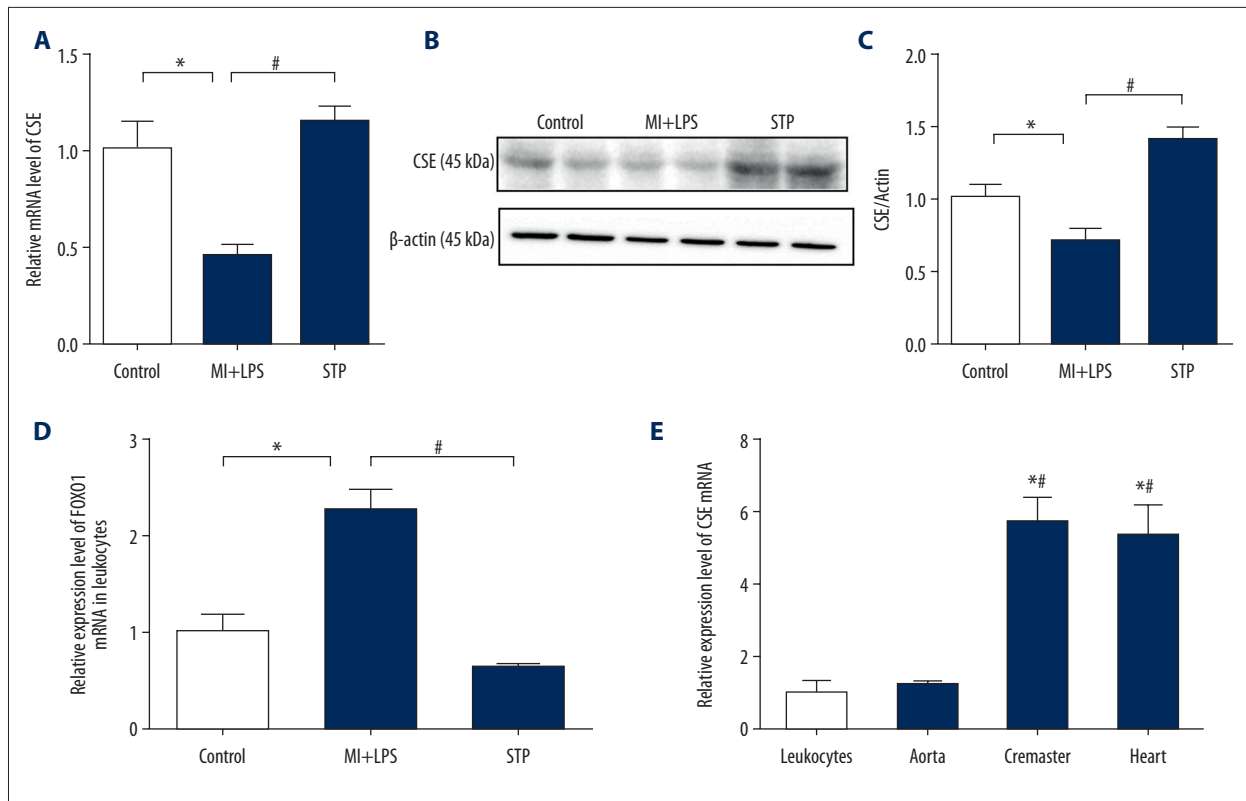 A
Relative mRNA level of CSE
1.5
1.0
0.5
0.0
*
#
Control
MI+LPS
STP
B
Control
MI+LPS
STP
CSE (45 kDa)
β-actin (45 kDa)
C
CSE/Actin
2.0
1.5
1.0
0.5
0.0
*
#
Control
MI+LPS
STP
D
Relative expression level of FOXO1
mRNA in leukocytes
3
2
1
0
*
#
Control
MI+LPS
STP
E
Relative expression level of CSE mRNA
8
6
4
2
0
*#
*#
Leukocytes
Aorta
Cremaster
Heart